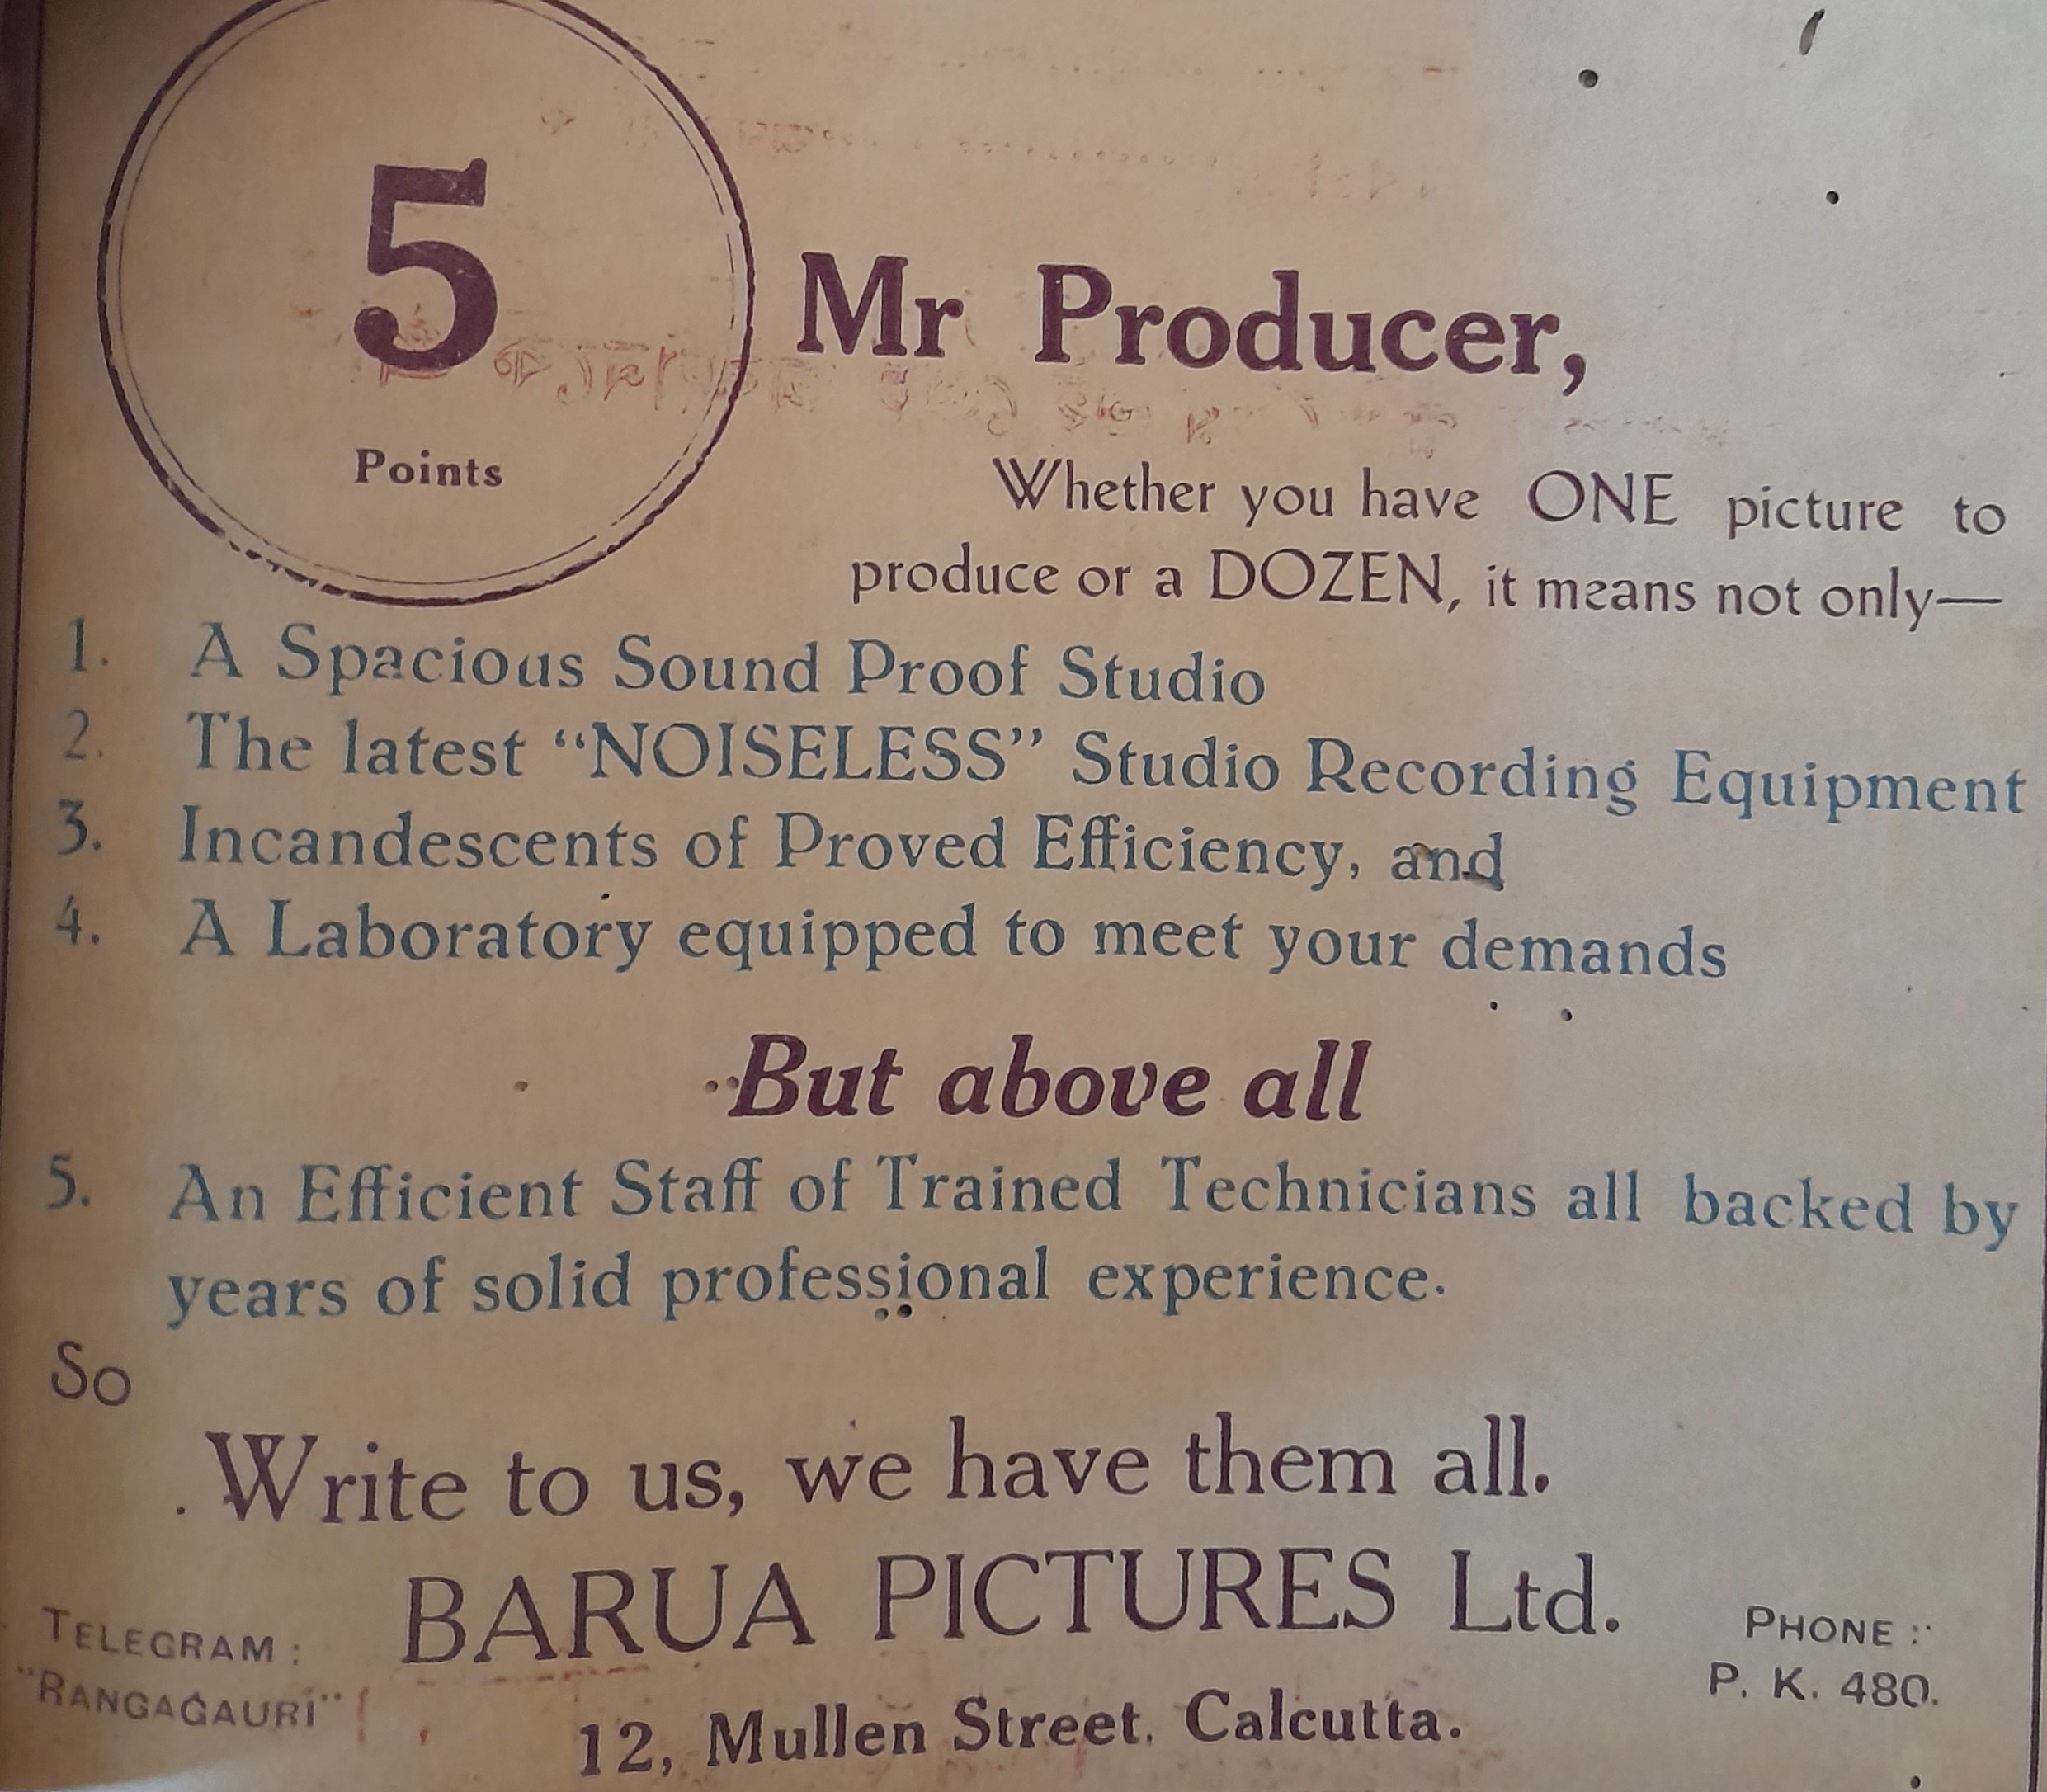 5
Points
Mr Producer,
Whether you have ONE picture to
produce or a DOZEN, it means not only—
1. A Spacious Sound Proof Studio
2. The latest “NOISELESS” Studio Recording Equipment
3. Incandescents of Proved Efficiency, and
4. A Laboratory equipped to meet your demands
But above all
5. An Efficient Staff of Trained Technicians all backed by
years of solid professional experience.
So
Write to us, we have them all.
BARUA PICTURES Ltd.
TELEGRAM :
"RANGAGAURI"
12, Mullen Street, Calcutta.
PHONE :
P. K. 480.